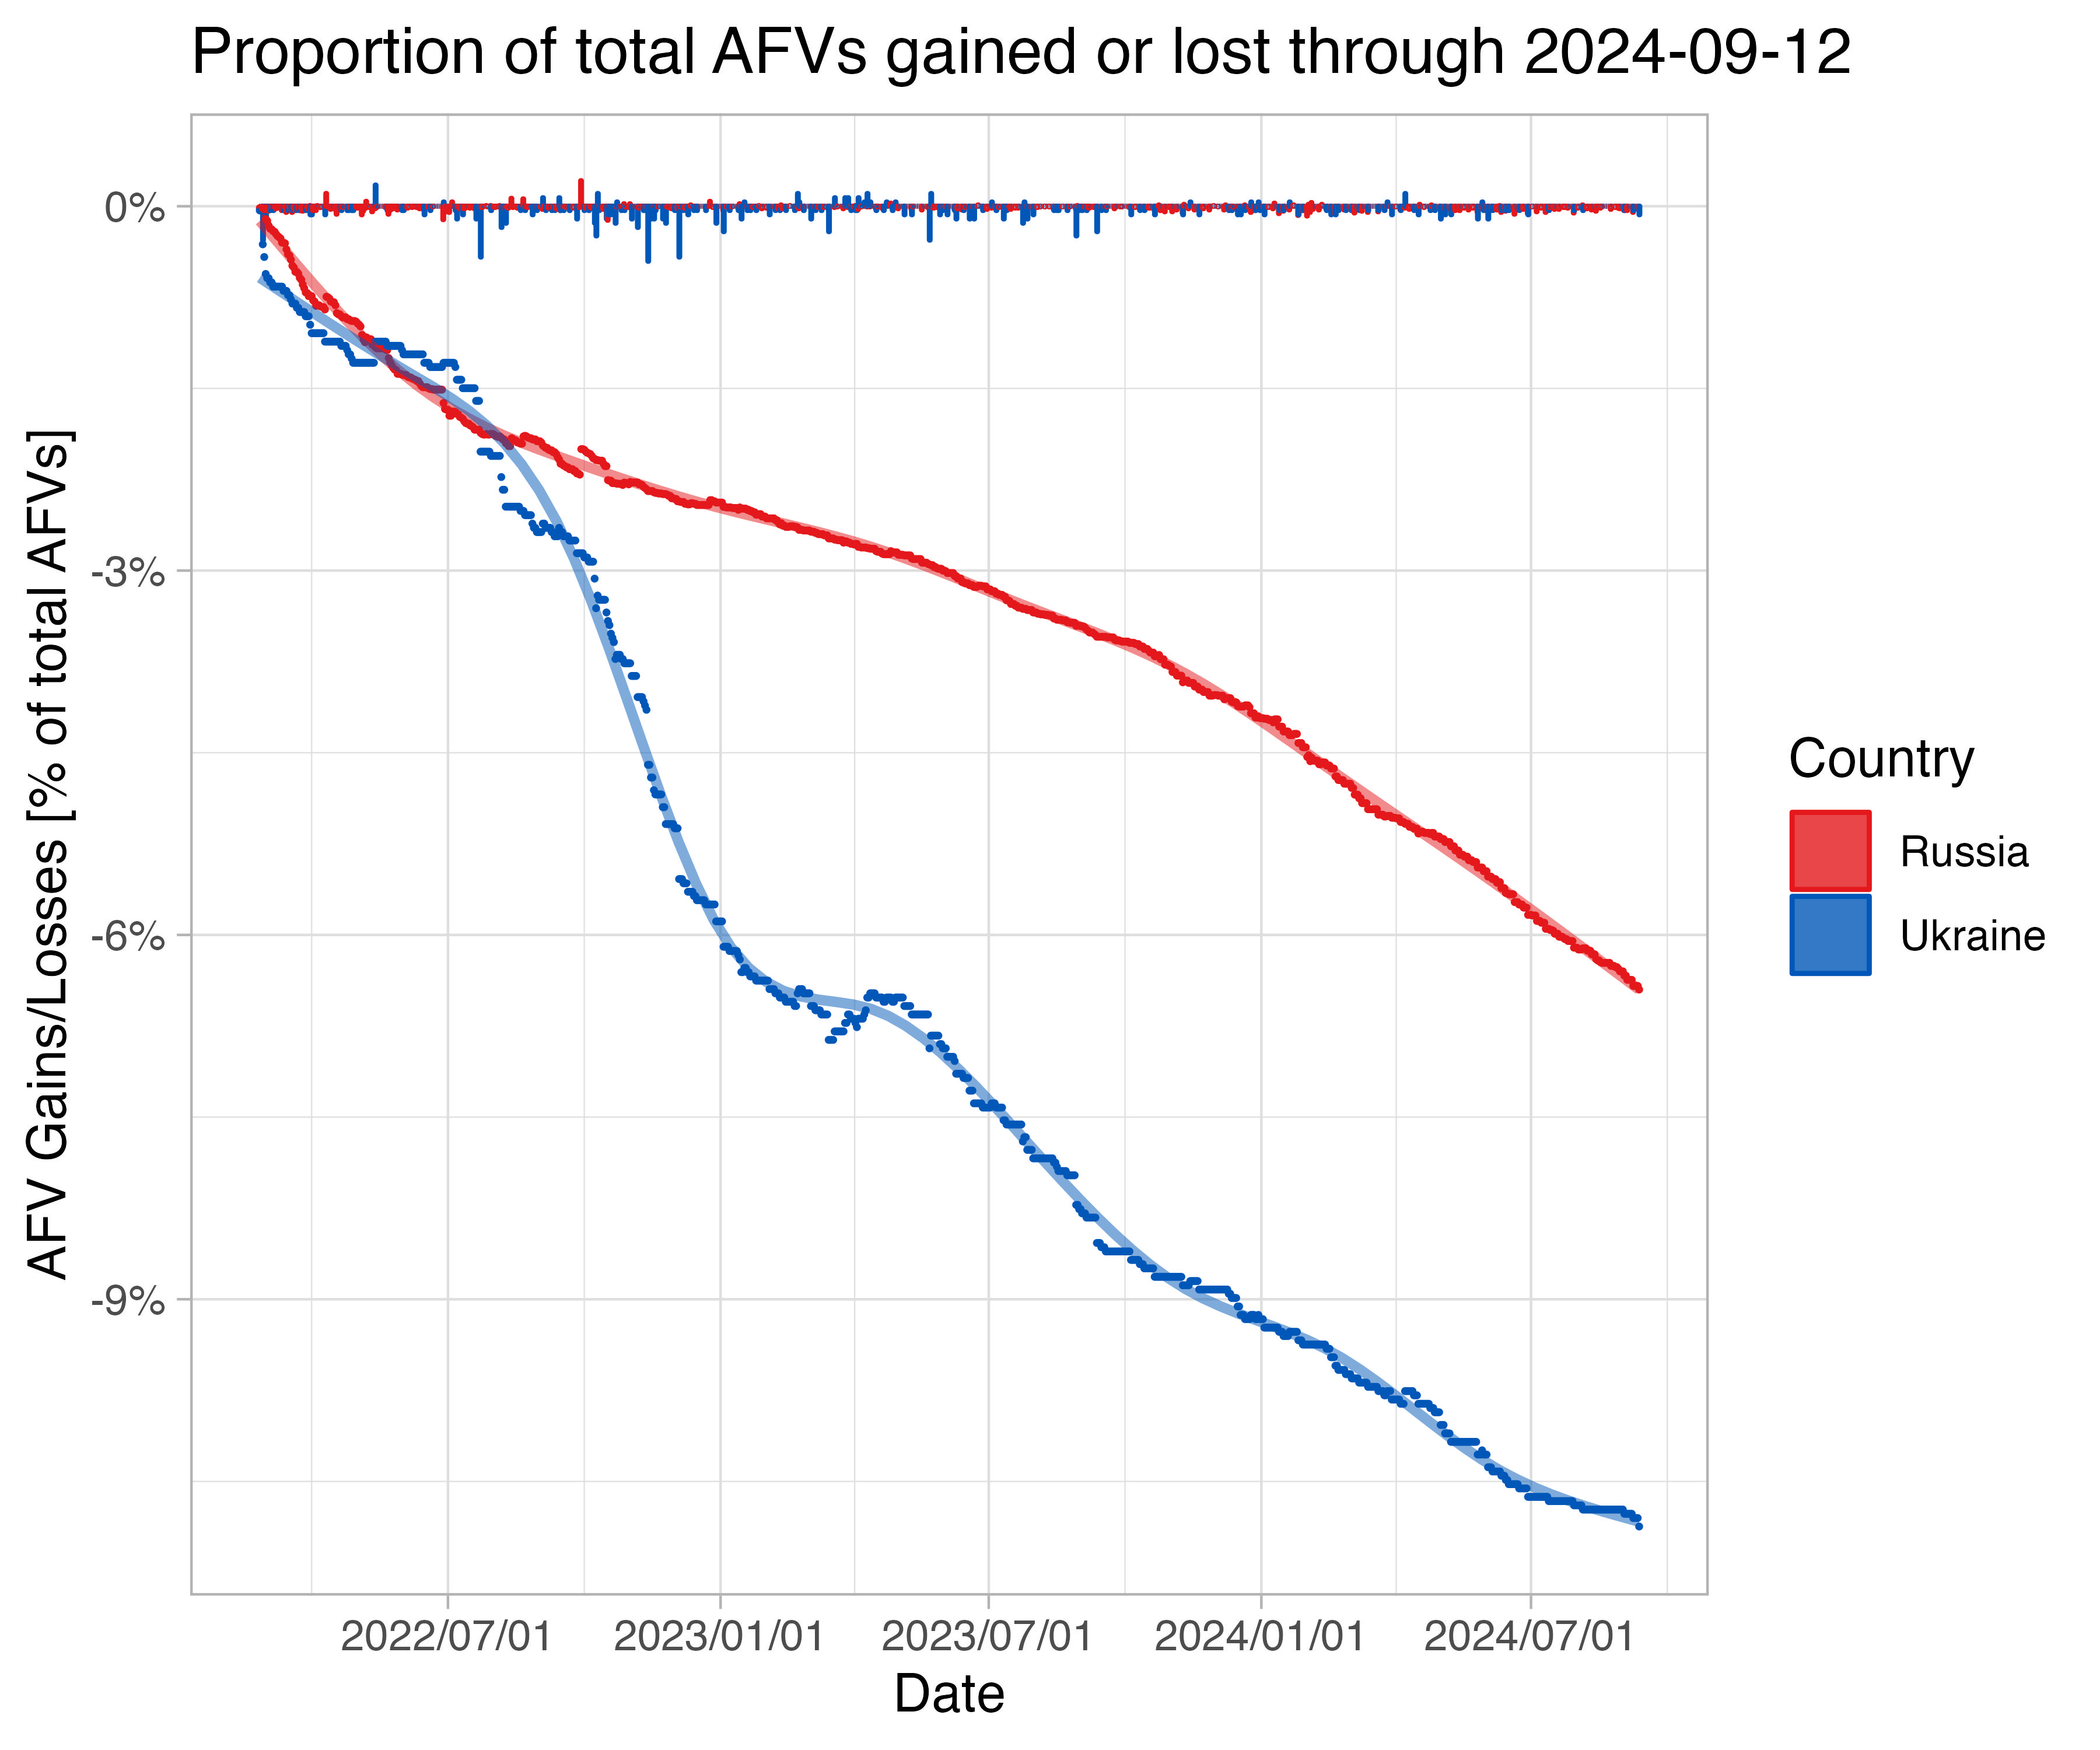 Proportion of total AFVs gained or lost through 2024-09-12
AFV Gains/Losses [% of total AFVs]
0%
-3%
-6%
-9%
2022/07/01
2023/01/01
2023/07/01
2024/01/01
2024/07/01
Date
Country
Russia
Ukraine